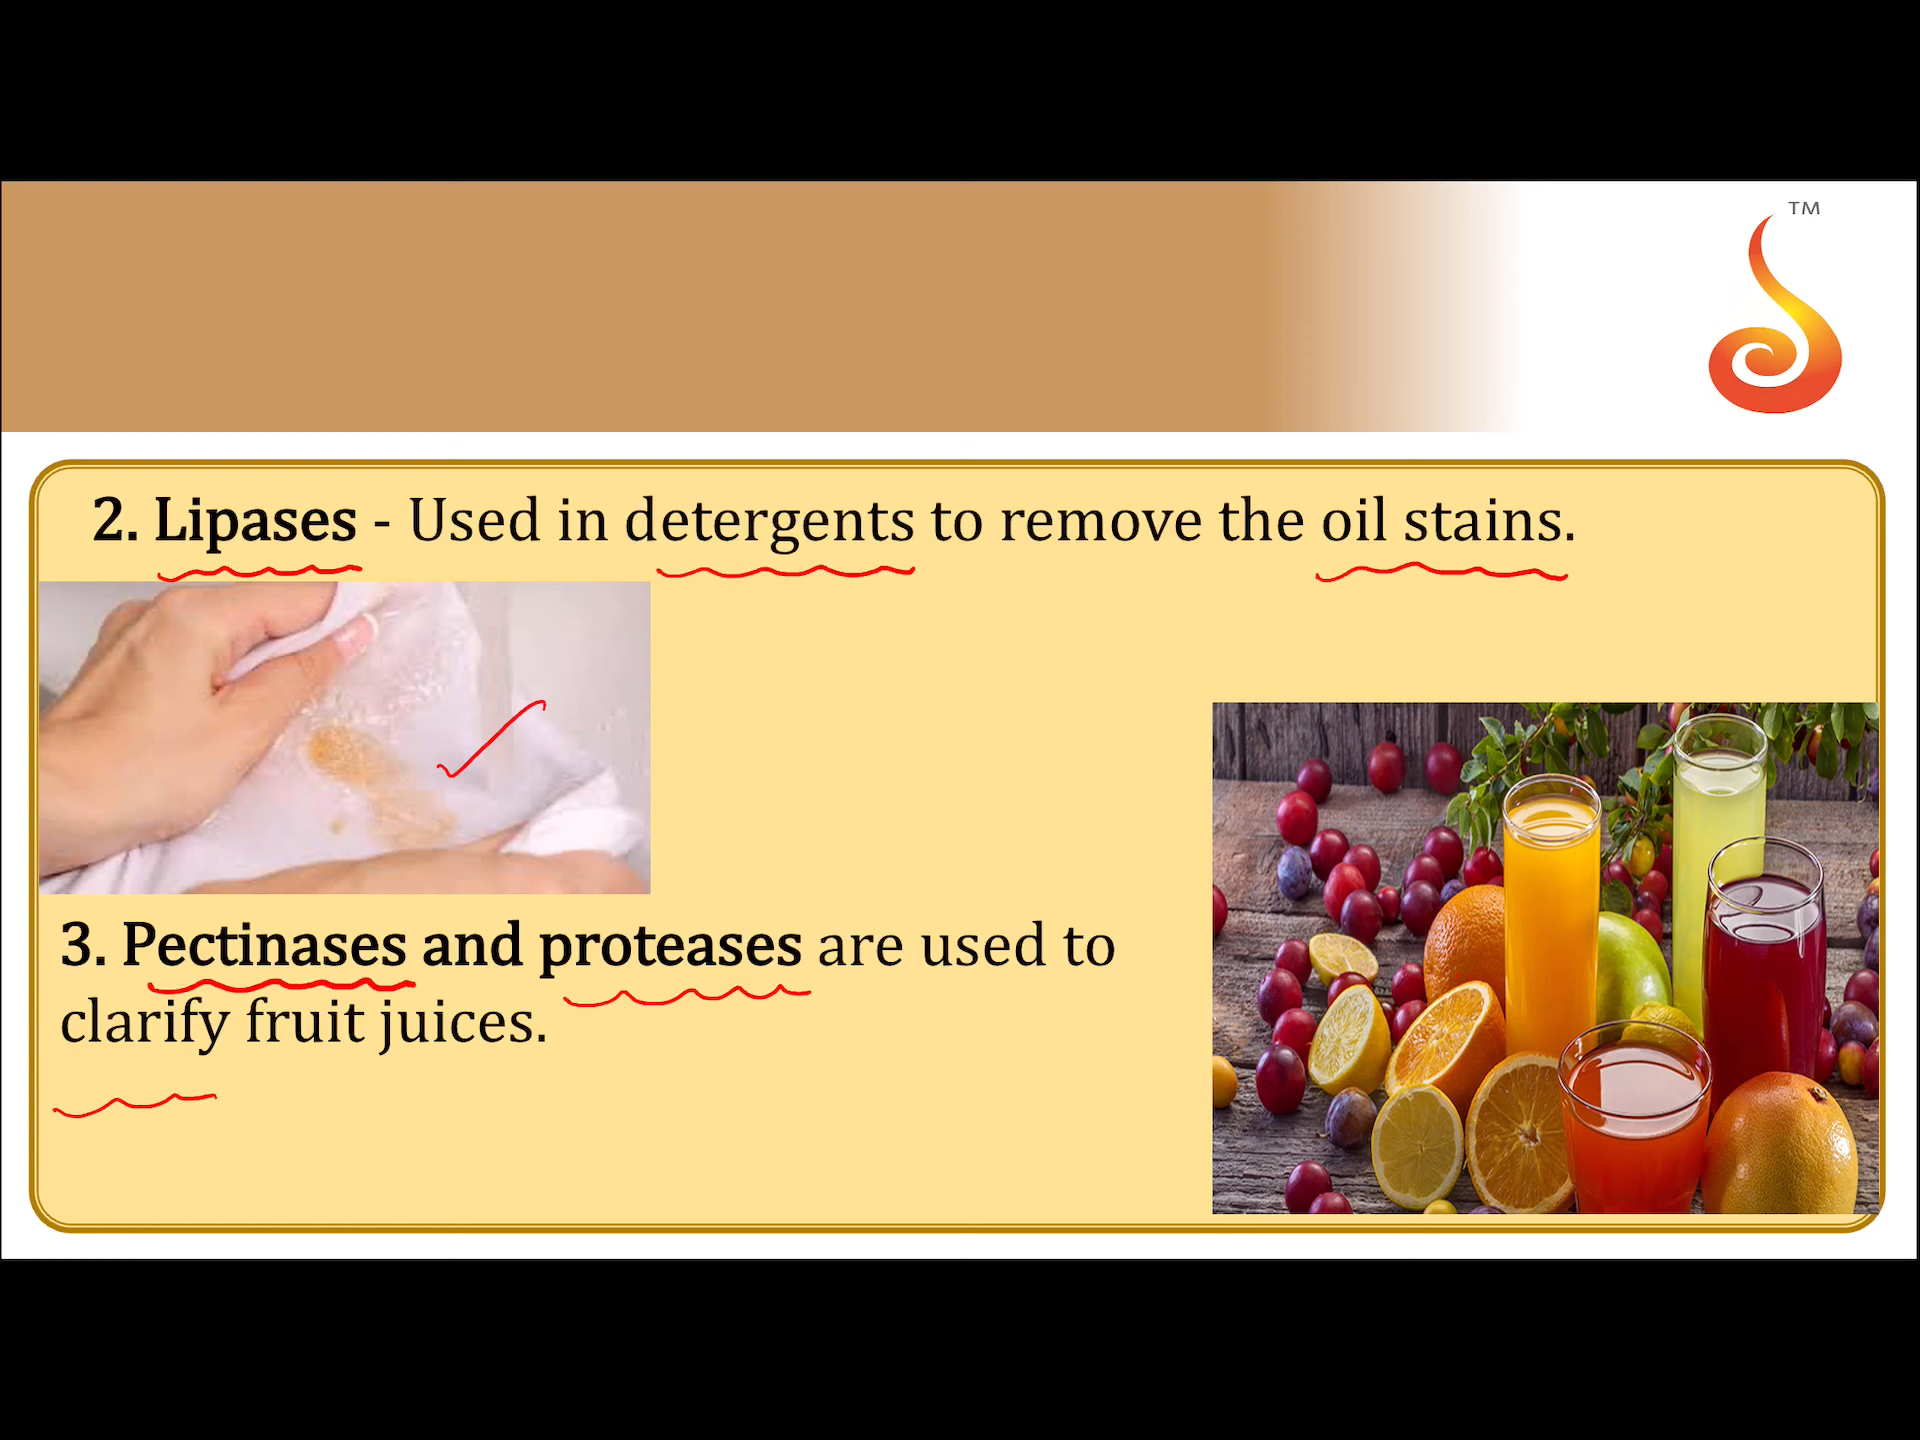 TM
2. Lipases - Used in detergents to remove the oil stains.
3. Pectinases and proteases are used to
clarify fruit juices.